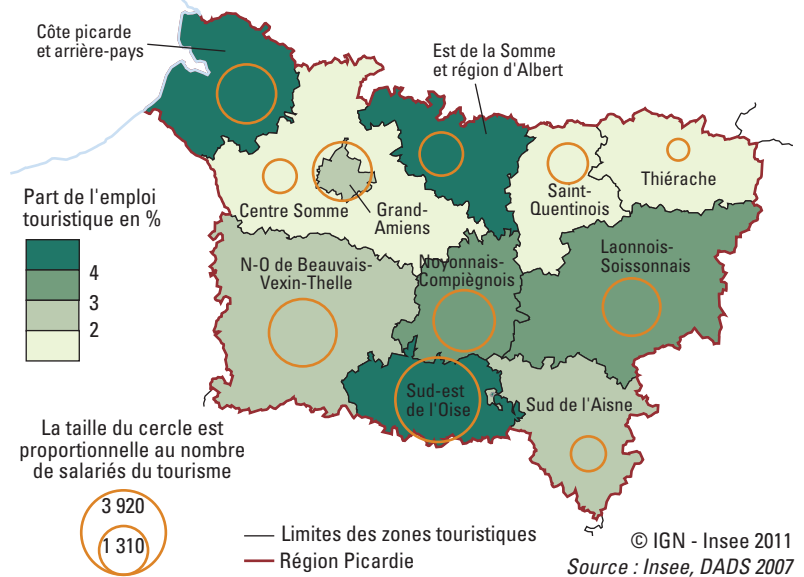 Côte picarde
et arrière-pays
Est de la Somme
et région d'Albert
Part de l'emploi
touristique en %
4
3
2
Centre Somme
Grand-
Amiens
Saint-
Quentinois
Thiérache
N-O de Beauvais-
Vexin-Thelle
Noyonnais-
Compiègnois
Laonnois-
Soissonnais
Sud-est
de l'Oise
Sud de l'Aisne
La taille du cercle est
proportionnelle au nombre
de salariés du tourisme
3 920
1 310
Limites des zones touristiques
Région Picardie
© IGN - Insee 2011
Source : Insee, DADS 2007